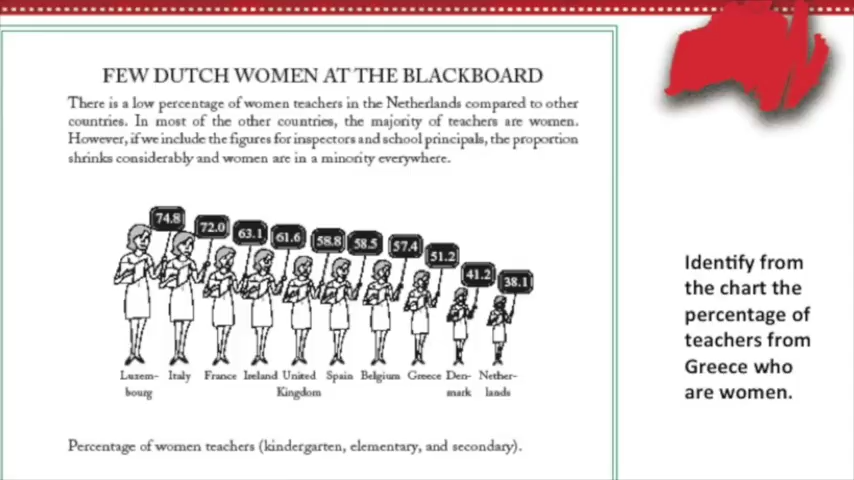 FEW DUTCH WOMEN AT THE BLACKBOARD
There is a low percentage of women teachers in the Netherlands compared to other
countries. In most of the other countries, the majority of teachers are women.
However, if we include the figures for inspectors and school principals, the proportion
shrinks considerably and women are in a minority everywhere.
74.8 72.0 63.1 61.6 58.8 58.5 57.4 51.2 41.2 38.1
Luxem- Italy France Ireland United Spain Belgium Greece Den- Nether-
bourg Kingdom mark lands
Percentage of women teachers (kindergarten, elementary, and secondary).
Identify from
the chart the
percentage of
teachers from
Greece who
are women.